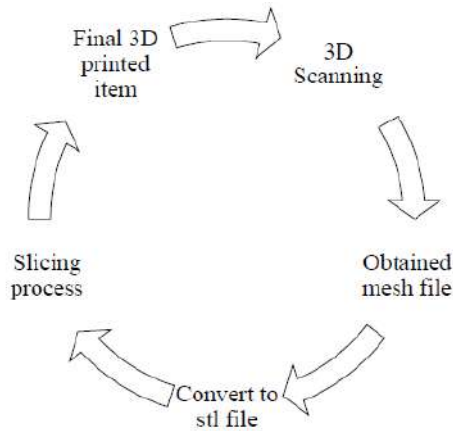 Final 3D
printed
item
3D
Scanning
Obtained
mesh file
Convert to
stl file
Slicing
process